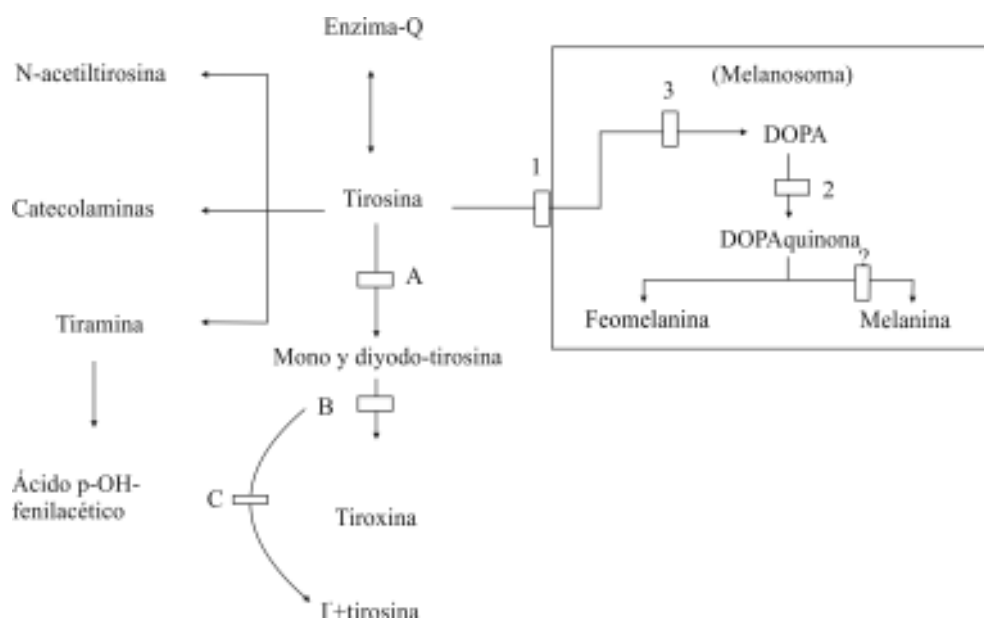 Enzima-Q
N-acetiltirosina
(Melanosoma)
3
DOPA
1
2
Tirosina
Catecolaminas
DOPAquinona
?
A
Feomelanina
Melanina
Tiramina
Mono y diyodo-tirosina
B
Ácido p-OH-
fenilacético
C
Tiroxina
I+tirosina